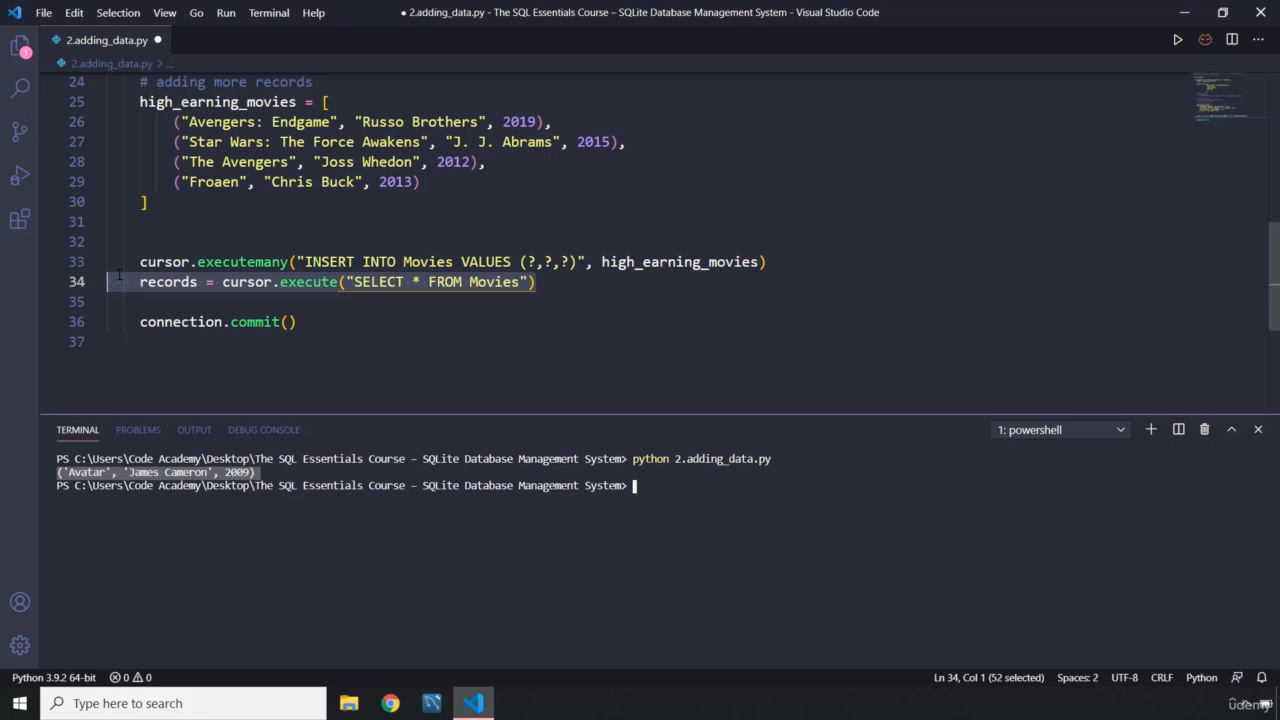 File Edit Selection View Go Run Terminal Help
● 2.adding_data.py - The SQL Essentials Course – SQLite Database Management System - Visual Studio Code
2.adding_data.py ●
2.adding_data.py > ...
24 # adding more records
25 high_earning_movies = [
26 ("Avengers: Endgame", "Russo Brothers", 2019),
27 ("Star Wars: The Force Awakens", "J. J. Abrams", 2015),
28 ("The Avengers", "Joss Whedon", 2012),
29 ("Froaen", "Chris Buck", 2013)
30 ]
31
32
33 cursor.executemany("INSERT INTO Movies VALUES (?,?,?)", high_earning_movies)
34 records = cursor.execute("SELECT * FROM Movies")
35
36 connection.commit()
37
TERMINAL PROBLEMS OUTPUT DEBUG CONSOLE 1: powershell
PS C:\Users\Code Academy\Desktop\The SQL Essentials Course – SQLite Database Management System> python 2.adding_data.py
('Avatar', 'James Cameron', 2009)
PS C:\Users\Code Academy\Desktop\The SQL Essentials Course – SQLite Database Management System>
Python 3.9.2 64-bit 0 0 Ln 34, Col 1 (52 selected) Spaces: 2 UTF-8 CRLF Python
Type here to search
udemy